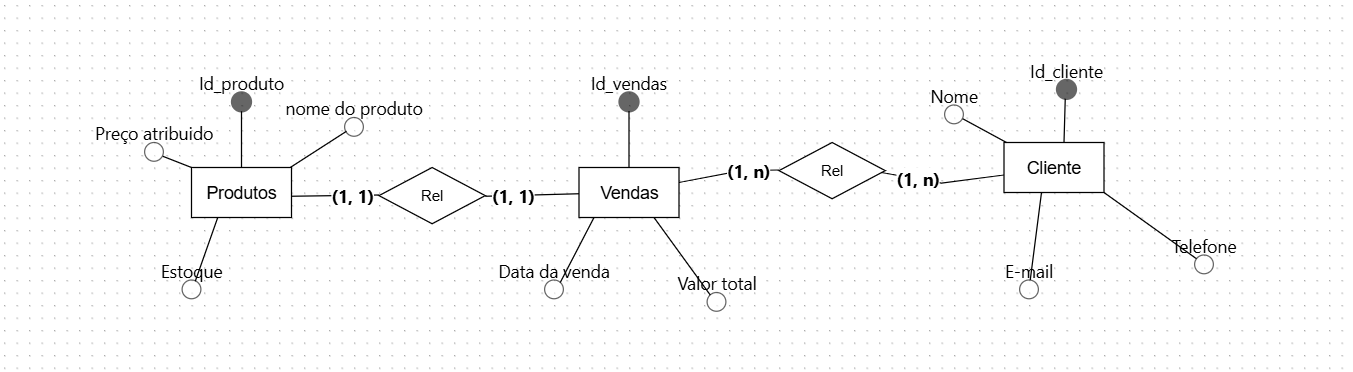 Id_produto
nome do produto
Preço atribuido
Produtos
Estoque
(1, 1)
Rel
(1, 1)
Id_vendas
Vendas
Data da venda
Valor total
(1, n)
Rel
(1, n)
Id_cliente
Nome
Cliente
E-mail
Telefone